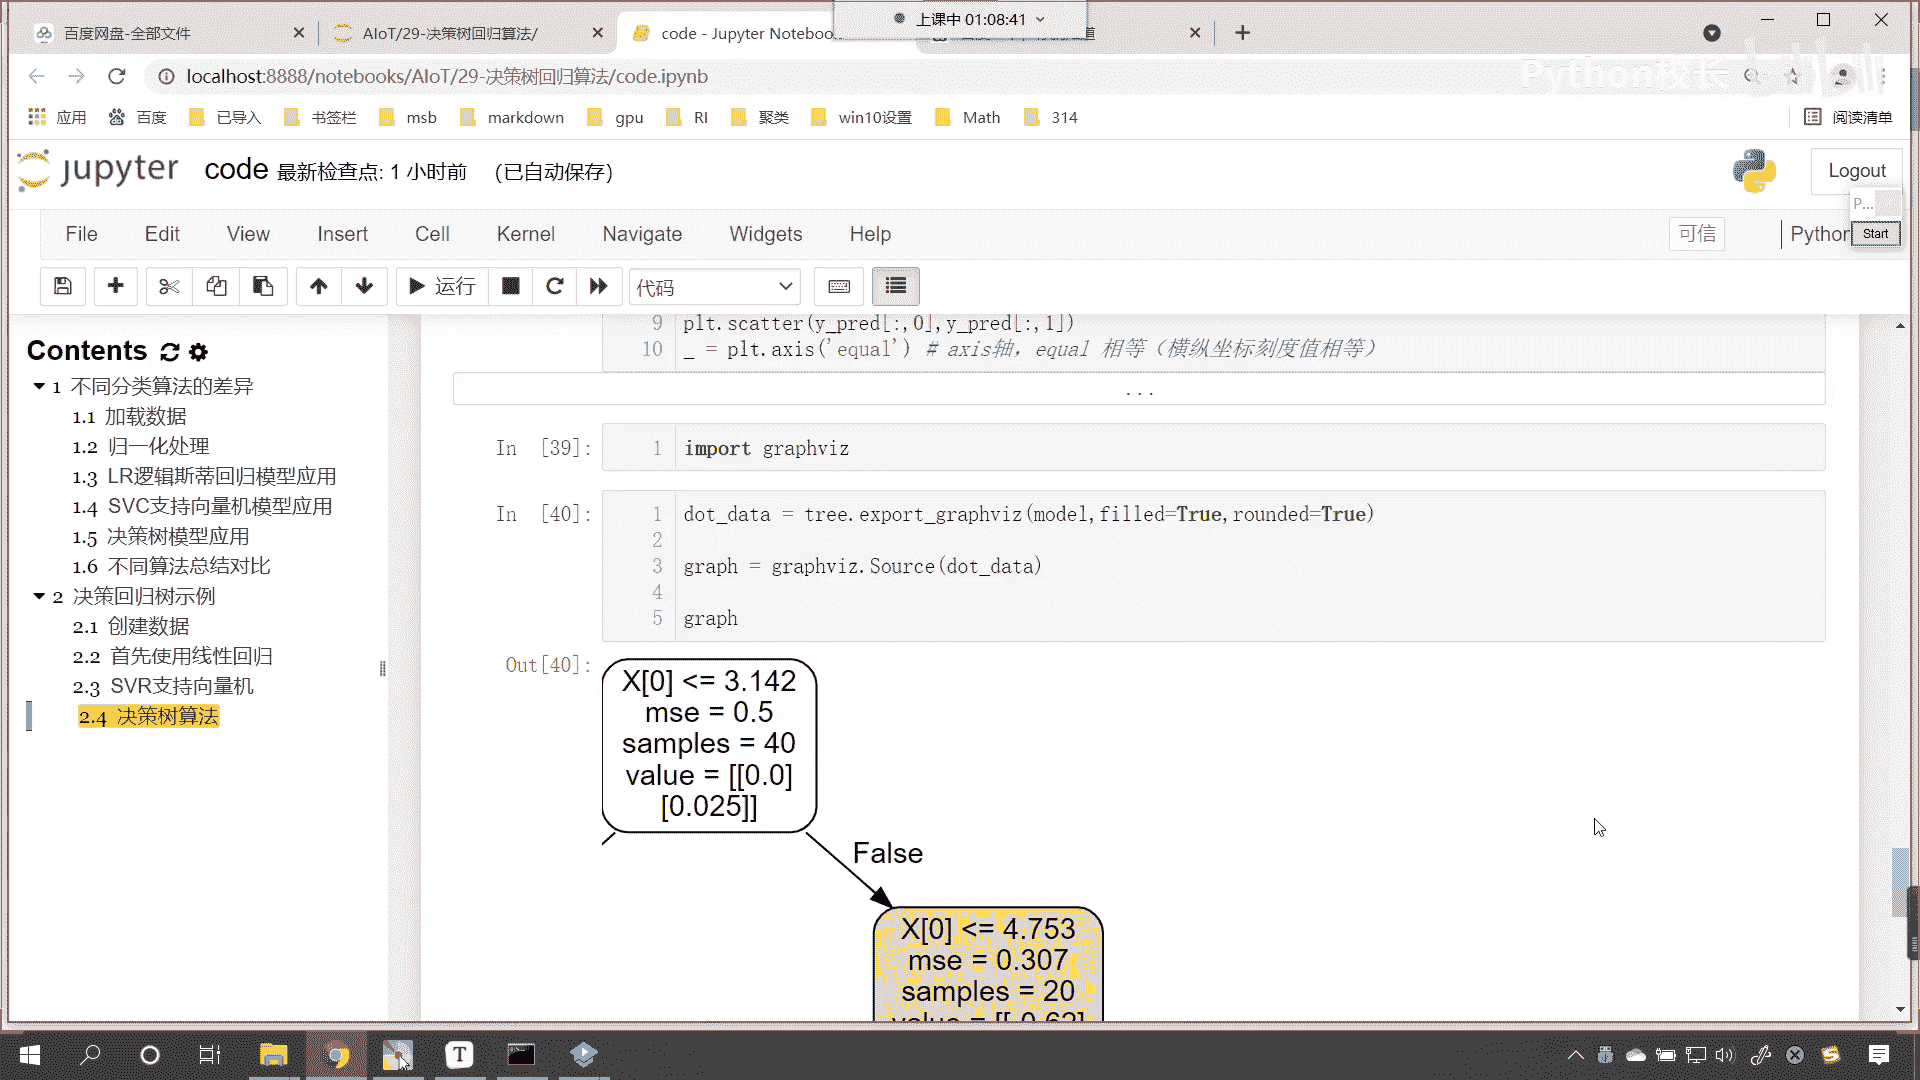 上课中 01:08:41
百度网盘-全部文件
AIoT/29-决策树回归算法/
code - Jupyter Noteboo
道
localhost:8888/notebooks/AIoT/29-决策树回归算法/code.ipynb
Python校长
应用
百度
已导入
书签栏
msb
markdown
gpu
RI
聚类
win10设置
Math
314
阅读清单
jupyter
code 最新检查点: 1 小时前 (已自动保存)
Logout
P...
File
Edit
View
Insert
Cell
Kernel
Navigate
Widgets
Help
可信
Python
Start
运行
代码
Contents
1 不同分类算法的差异
1.1 加载数据
1.2 归一化处理
1.3 LR逻辑斯蒂回归模型应用
1.4 SVC支持向量机模型应用
1.5 决策树模型应用
1.6 不同算法总结对比
2 决策回归树示例
2.1 创建数据
2.2 首先使用线性回归
2.3 SVR支持向量机
2.4 决策树算法
9 plt.scatter(y_pred[:,0],y_pred[:,1])
10 _ = plt.axis('equal') # axis轴，equal 相等（横纵坐标刻度值相等）
...
In [39]:
1 import graphviz
In [40]:
1 dot_data = tree.export_graphviz(model,filled=True,rounded=True)
2
3 graph = graphviz.Source(dot_data)
4
5 graph
Out[40]:
X[0] <= 3.142
mse = 0.5
samples = 40
value = [[0.0]
[0.025]]
False
X[0] <= 4.753
mse = 0.307
samples = 20
value = [[-0.62]